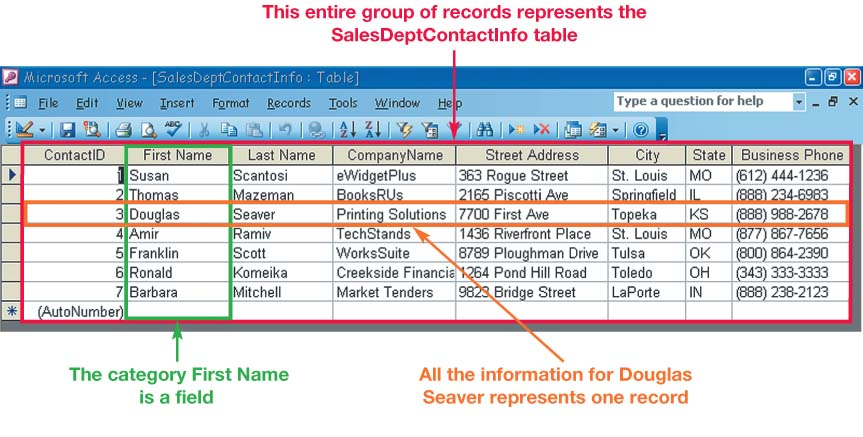 This entire group of records represents the
SalesDeptContactInfo table
Microsoft Access - [SalesDeptContactInfo : Table]
File Edit View Insert Format Records Tools Window Help Type a question for help
ContactID First Name Last Name CompanyName Street Address City State Business Phone
1 Susan Scantosi eWidgetPlus 363 Rogue Street St. Louis MO (612) 444-1236
2 Thomas Mazeman BooksRUs 2165 Piscotti Ave Springfield IL (888) 234-6983
3 Douglas Seaver Printing Solutions 7700 First Ave Topeka KS (888) 988-2678
4 Amir Ramiv TechStands 1436 Riverfront Place St. Louis MO (877) 867-7656
5 Franklin Scott WorksSuite 8789 Ploughman Drive Tulsa OK (800) 864-2390
6 Ronald Komeika Creekside Financia 1264 Pond Hill Road Toledo OH (343) 333-3333
7 Barbara Mitchell Market Tenders 9823 Bridge Street LaPorte IN (888) 238-2123
(AutoNumber)
The category First Name
is a field
All the information for Douglas
Seaver represents one record